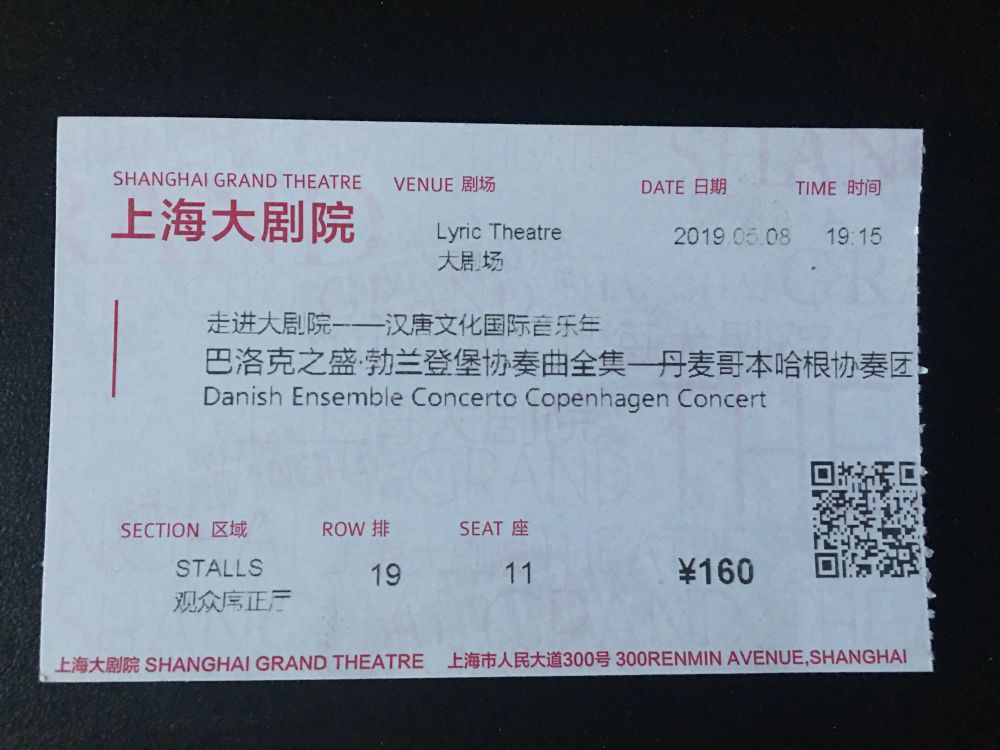 SHANGHAI GRAND THEATRE VENUE 剧场 DATE 日期 TIME 时间
上海大剧院
Lyric Theatre 2019.05.08 19:15
大剧场
走进大剧院——汉唐文化国际音乐年
巴洛克之盛·勃兰登堡协奏曲全集—丹麦哥本哈根协奏团
Danish Ensemble Concerto Copenhagen Concert
SECTION 区域 ROW 排 SEAT 座
STALLS 19 11 ¥160
观众席正厅
上海大剧院 SHANGHAI GRAND THEATRE 上海市人民大道300号 300RENMIN AVENUE,SHANGHAI